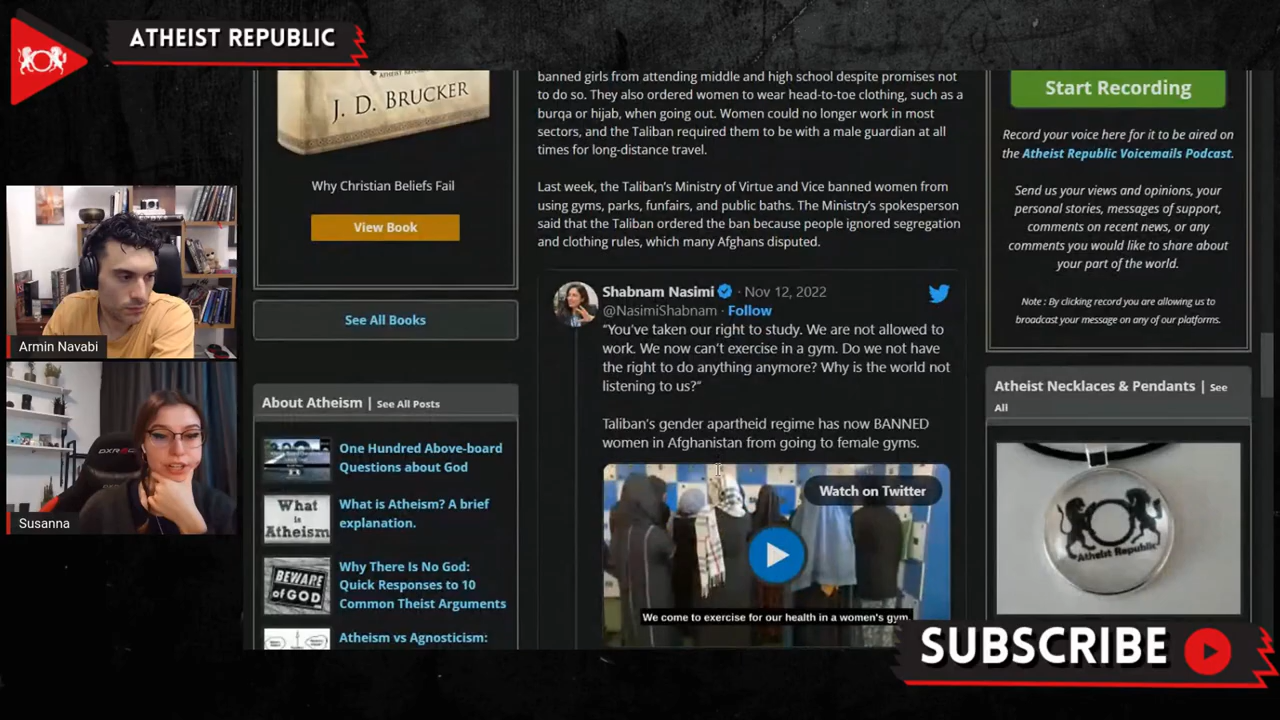 ATHEIST REPUBLIC
J. D. BRUCKER
Why Christian Beliefs Fail
View Book
See All Books
About Atheism | See All Posts
One Hundred Above-board
Questions about God
What is Atheism
What is Atheism? A brief
explanation.
BEWARE
of GOD
Why There Is No God:
Quick Responses to 10
Common Theist Arguments
Atheism vs Agnosticism:
Armin Navabi
Susanna
banned girls from attending middle and high school despite promises not
to do so. They also ordered women to wear head-to-toe clothing, such as a
burqa or hijab, when going out. Women could no longer work in most
sectors, and the Taliban required them to be with a male guardian at all
times for long-distance travel.
Last week, the Taliban's Ministry of Virtue and Vice banned women from
using gyms, parks, funfairs, and public baths. The Ministry's spokesperson
said that the Taliban ordered the ban because people ignored segregation
and clothing rules, which many Afghans disputed.
Shabnam Nasimi · Nov 12, 2022
@NasimiShabnam · Follow
“You’ve taken our right to study. We are not allowed to
work. We now can’t exercise in a gym. Do we not have
the right to do anything anymore? Why is the world not
listening to us?”
Taliban’s gender apartheid regime has now BANNED
women in Afghanistan from going to female gyms.
Watch on Twitter
We come to exercise for our health in a women's gym.
Start Recording
Record your voice here for it to be aired on
the Atheist Republic Voicemails Podcast.
Send us your views and opinions, your
personal stories, messages of support,
comments on recent news, or any
comments you would like to share about
your part of the world.
Note : By clicking record you are allowing us to
broadcast your message on any of our platforms.
Atheist Necklaces & Pendants | See
All
Atheist Republic
SUBSCRIBE